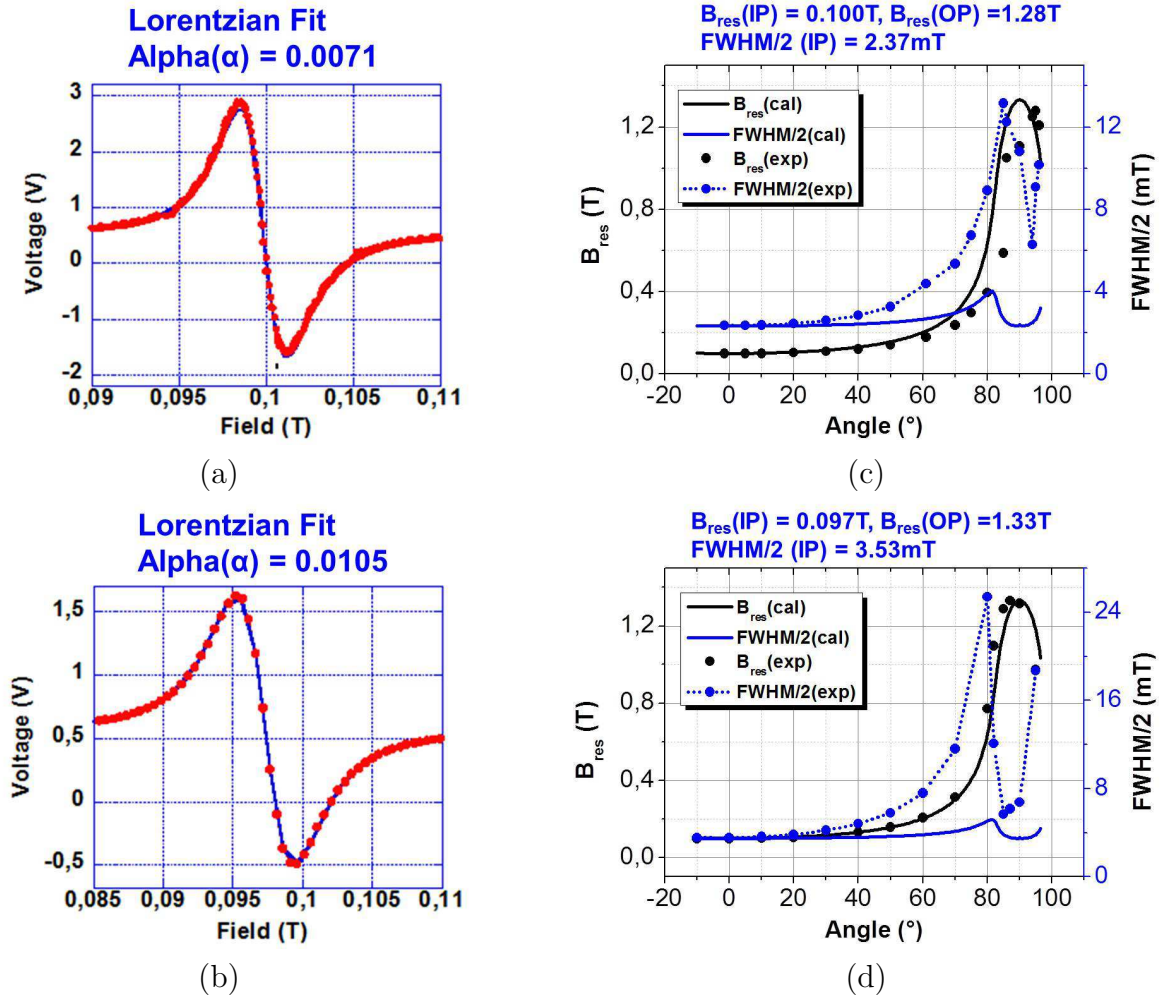 Lorentzian Fit
Alpha(α) = 0.0071
Voltage (V)
3
2
1
0
-1
-2
0,09 0,095 0,1 0,105 0,11
Field (T)
(a)
B_res(IP) = 0.100T, B_res(OP) =1.28T
FWHM/2 (IP) = 2.37mT
B_res(cal)
FWHM/2(cal)
B_res(exp)
FWHM/2(exp)
B_res (T)
1,2
0,8
0,4
0,0
FWHM/2 (mT)
12
8
4
0
-20 0 20 40 60 80 100
Angle (°)
(c)
Lorentzian Fit
Alpha(α) = 0.0105
Voltage (V)
1,5
1
0,5
0
-0,5
0,085 0,09 0,095 0,1 0,105 0,11
Field (T)
(b)
B_res(IP) = 0.097T, B_res(OP) =1.33T
FWHM/2 (IP) = 3.53mT
B_res(cal)
FWHM/2(cal)
B_res(exp)
FWHM/2(exp)
B_res (T)
1,2
0,8
0,4
0,0
FWHM/2 (mT)
24
16
8
0
-20 0 20 40 60 80 100
Angle (°)
(d)